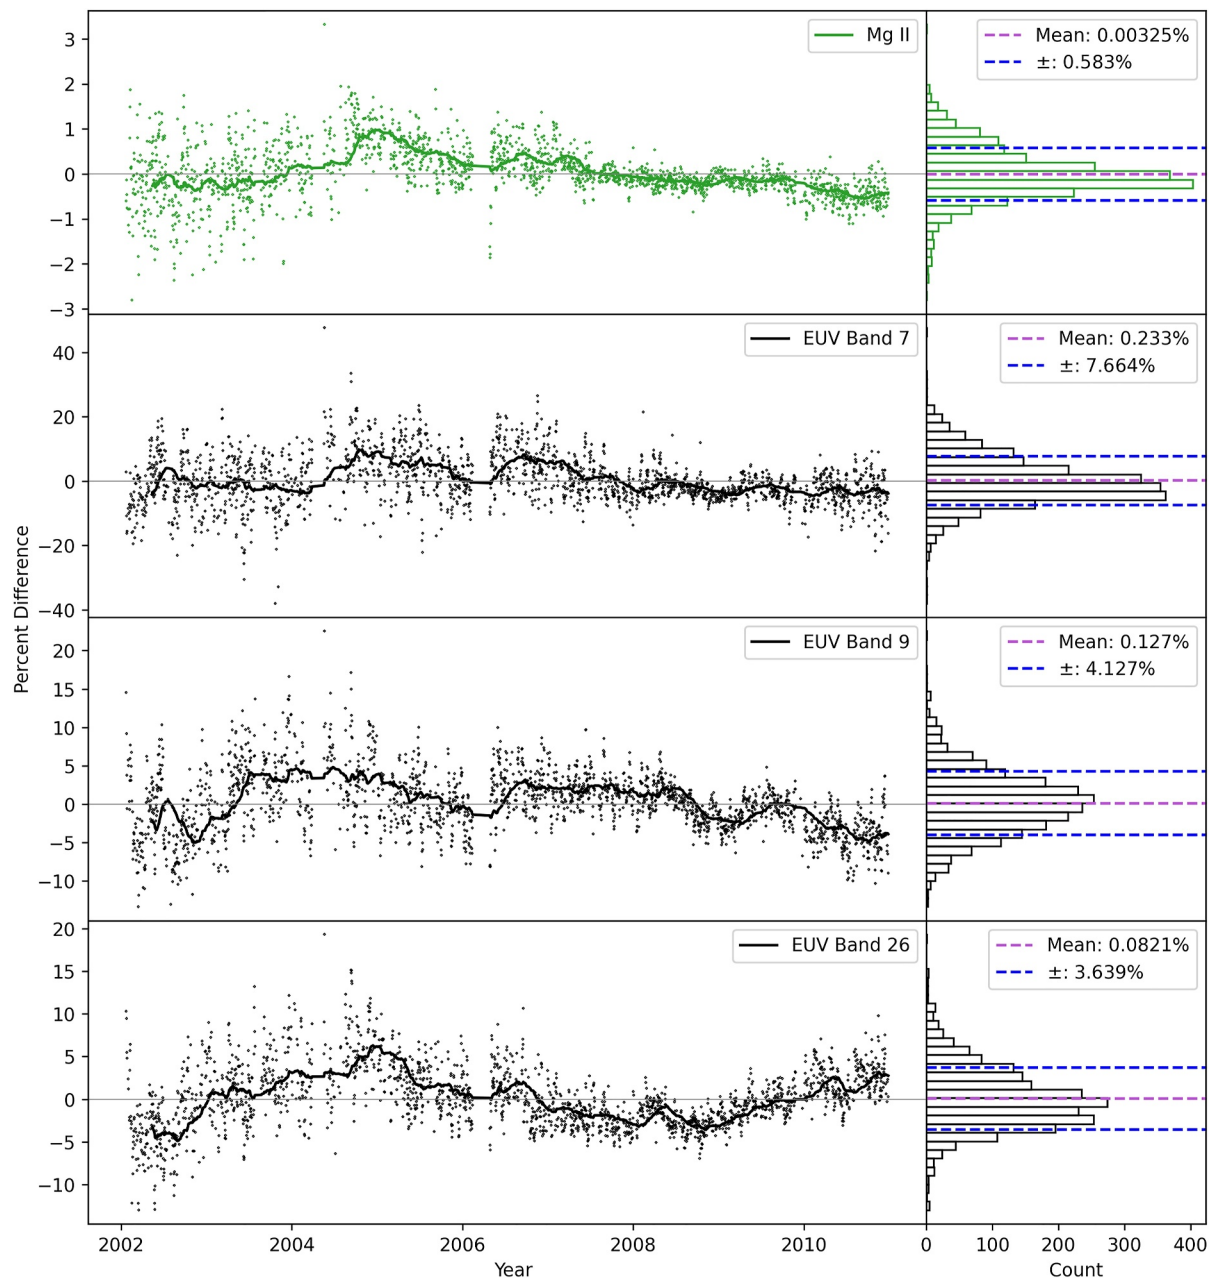 Mg II
Mean: 0.00325%
±: 0.583%
3
2
1
0
−1
−2
−3
EUV Band 7
Mean: 0.233%
±: 7.664%
40
20
0
−20
−40
Percent Difference
EUV Band 9
Mean: 0.127%
±: 4.127%
20
15
10
5
0
−5
−10
EUV Band 26
Mean: 0.0821%
±: 3.639%
20
15
10
5
0
−5
−10
2002 2004 2006 2008 2010
0 100 200 300 400
Year
Count